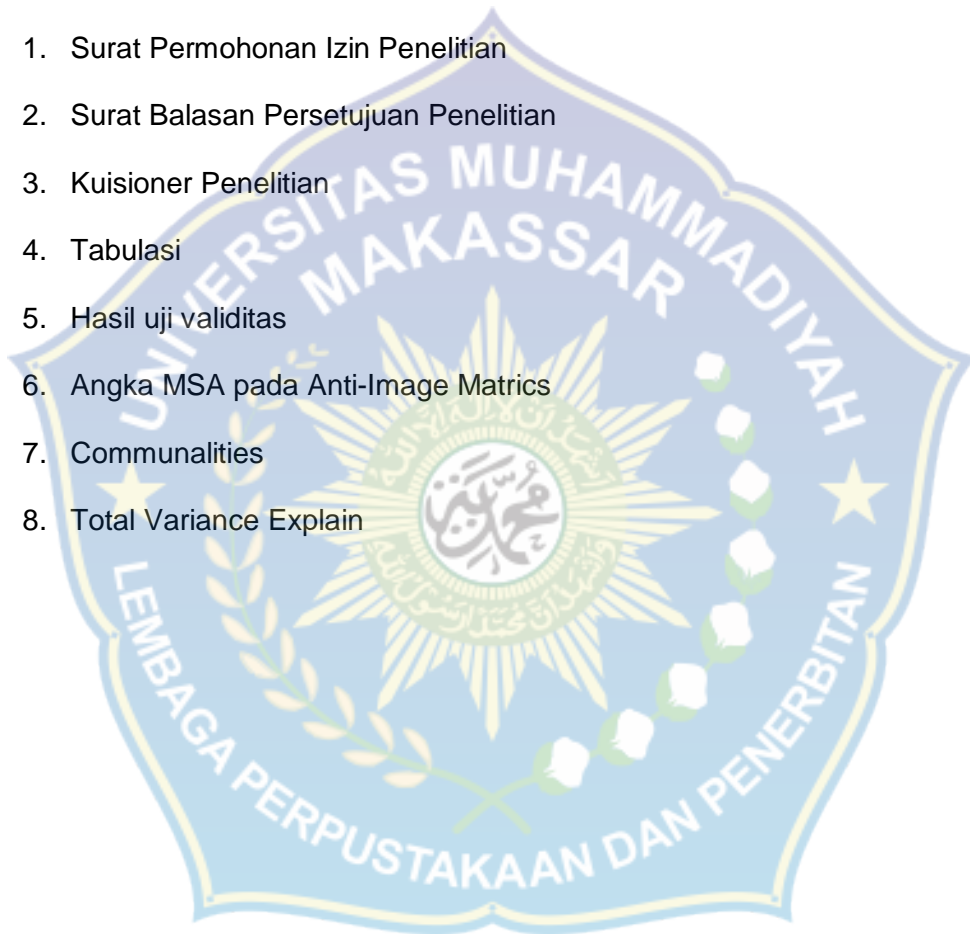 1. Surat Permohonan Izin Penelitian
2. Surat Balasan Persetujuan Penelitian
3. Kuisioner Penelitian
4. Tabulasi
5. Hasil uji validitas
6. Angka MSA pada Anti-Image Matrics
7. Communalities
8. Total Variance Explain
UNIVERSITAS MUHAMMADIYAH
MAKASSAR
LEMBAGA PERPUSTAKAAN DAN PENERBITAN